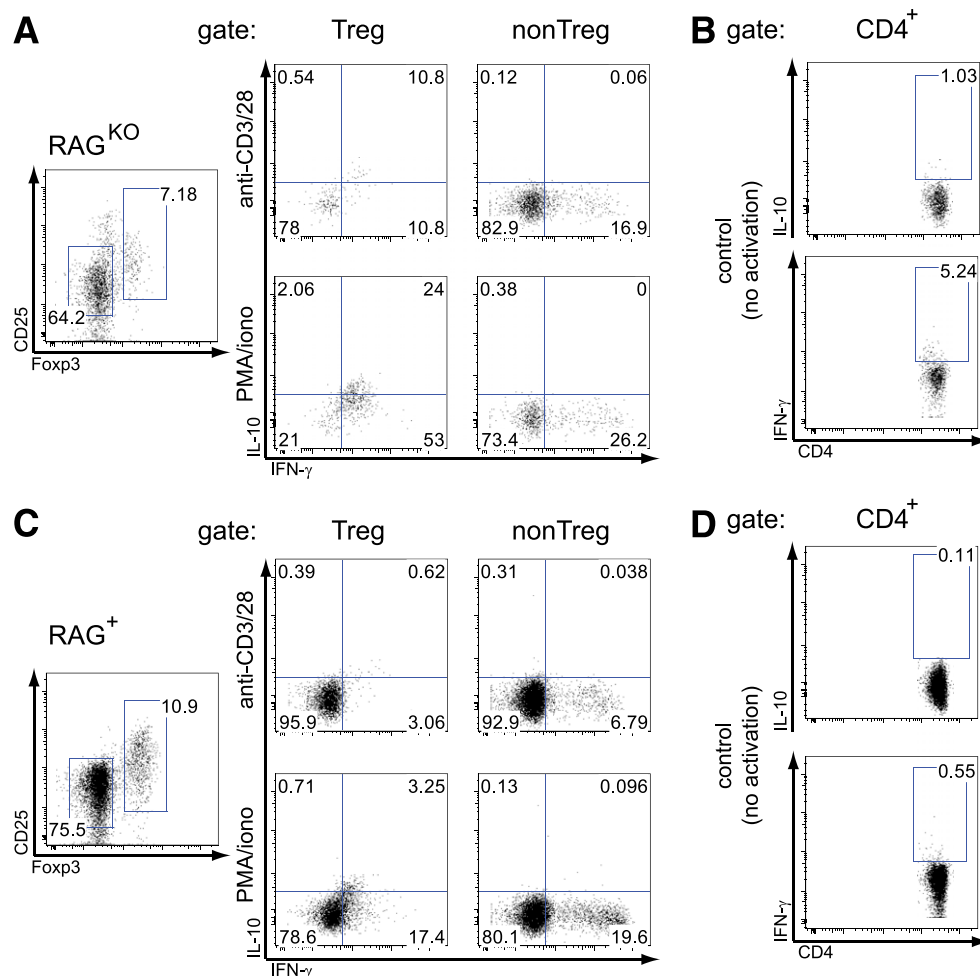 A gate: Treg nonTreg B gate: CD4+
RAG KO
CD25
Foxp3
7.18
64.2
anti-CD3/28
0.54 10.8 0.12 0.06
78 10.8 82.9 16.9
PMA/iono
2.06 24 0.38 0
21 53 73.4 26.2
IL-10
IFN-γ
control
(no activation)
IL-10
1.03
IFN-γ
5.24
CD4
C gate: Treg nonTreg D gate: CD4+
RAG+
CD25
Foxp3
10.9
75.5
anti-CD3/28
0.39 0.62 0.31 0.038
95.9 3.06 92.9 6.79
PMA/iono
0.71 3.25 0.13 0.096
78.6 17.4 80.1 19.6
IL-10
IFN-γ
control
(no activation)
IL-10
0.11
IFN-γ
0.55
CD4